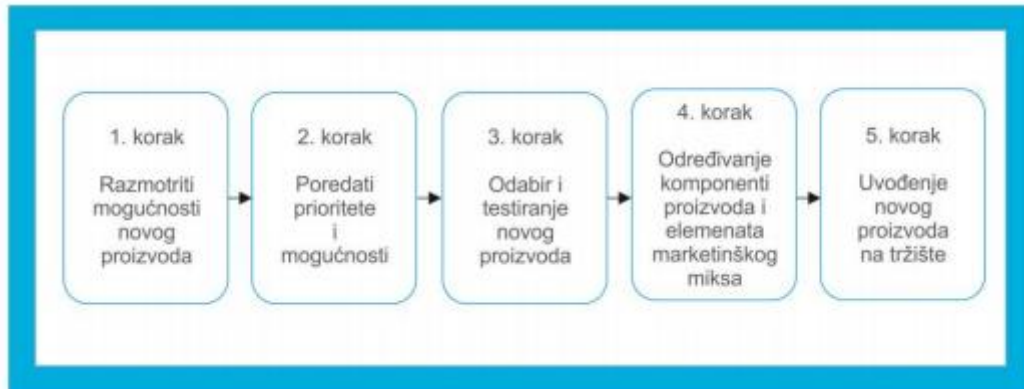 1. korak
Razmotriti
mogućnosti
novog
proizvoda
2. korak
Poredati
prioritete
i
mogućnosti
3. korak
Odabir i
testiranje
novog
proizvoda
4. korak
Određivanje
komponenti
proizvoda i
elemenata
marketinškog
miksa
5. korak
Uvođenje
novog
proizvoda
na tržište